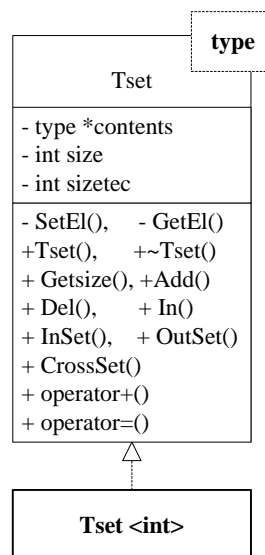 type
Tset
- type *contents
- int size
- int sizetec
- SetEl(), - GetEl()
+Tset(), +~Tset()
+ Getsize(), +Add()
+ Del(), + In()
+ InSet(), + OutSet()
+ CrossSet()
+ operator+()
+ operator=()
Tset <int>